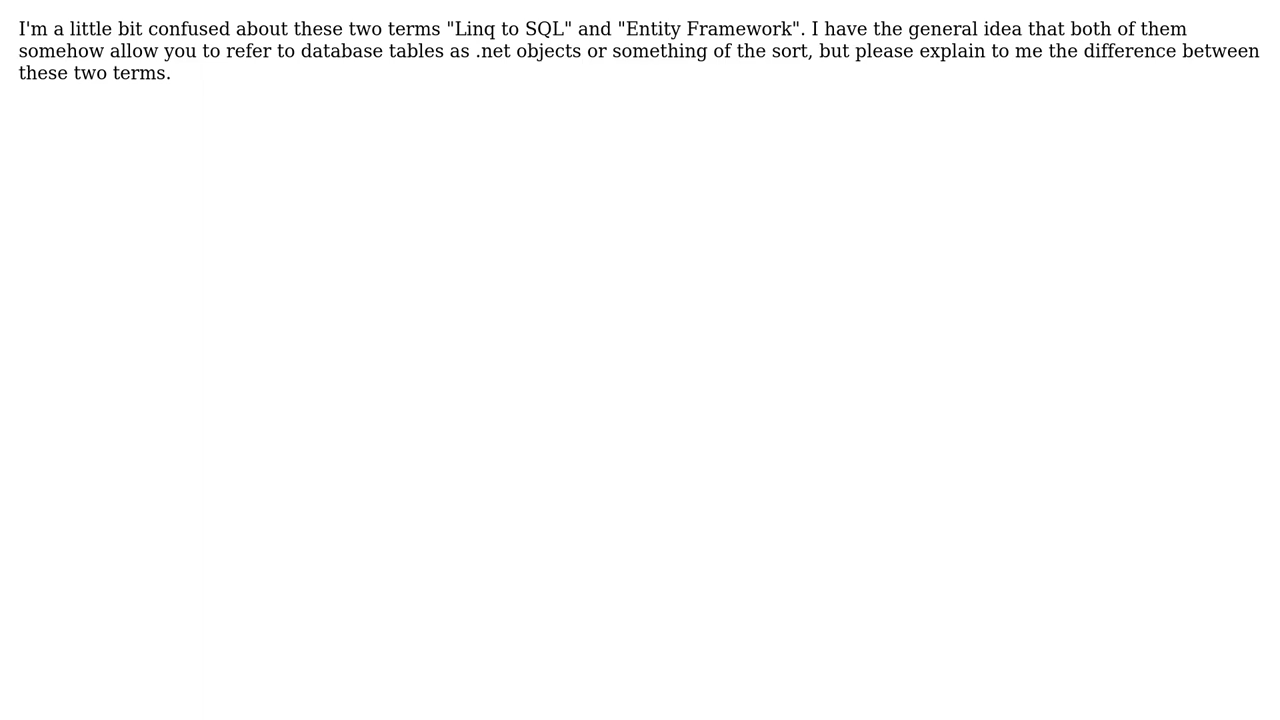 I'm a little bit confused about these two terms "Linq to SQL" and "Entity Framework". I have the general idea that both of them
somehow allow you to refer to database tables as .net objects or something of the sort, but please explain to me the difference between
these two terms.